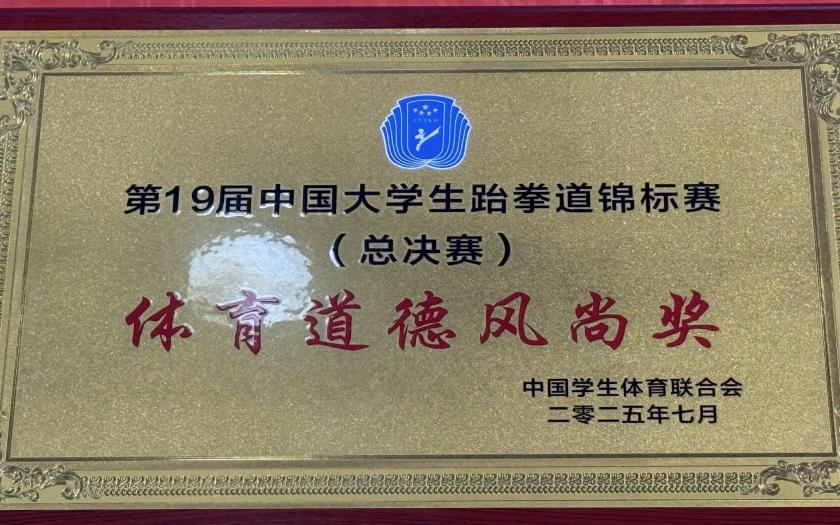 第19届中国大学生跆拳道锦标赛
（总决赛）
体育道德风尚奖
中国学生体育联合会
二零二五年七月